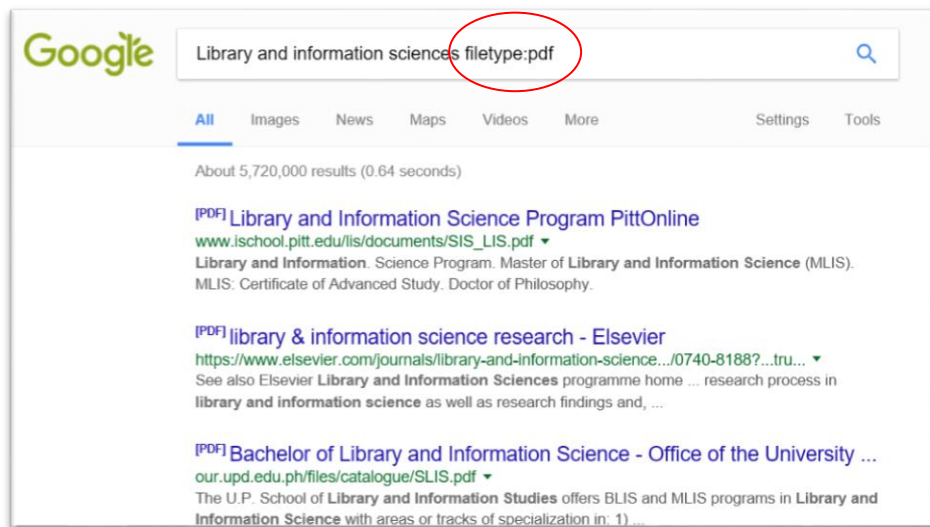 Google
Library and information sciences filetype:pdf
All Images News Maps Videos More Settings Tools
About 5,720,000 results (0.64 seconds)
[PDF] Library and Information Science Program PittOnline
www.ischool.pitt.edu/lis/documents/SIS_LIS.pdf
Library and Information. Science Program. Master of Library and Information Science (MLIS).
MLIS: Certificate of Advanced Study. Doctor of Philosophy.
[PDF] library & information science research - Elsevier
https://www.elsevier.com/journals/library-and-information-science.../0740-8188?...tru...
See also Elsevier Library and Information Sciences programme home ... research process in
library and information science as well as research findings and, ...
[PDF] Bachelor of Library and Information Science - Office of the University ...
our.upd.edu.ph/files/catalogue/SLIS.pdf
The U.P. School of Library and Information Studies offers BLIS and MLIS programs in Library and
Information Science with areas or tracks of specialization in: 1) ...